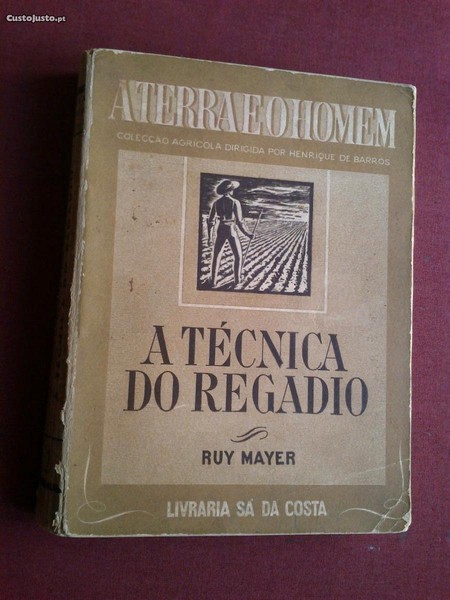 CustoJusto.pt
A TERRA E O HOMEM
COLECÇÃO AGRÍCOLA DIRIGIDA POR HENRIQUE DE BARROS
A TÉCNICA
DO REGADIO
RUY MAYER
LIVRARIA SÁ DA COSTA